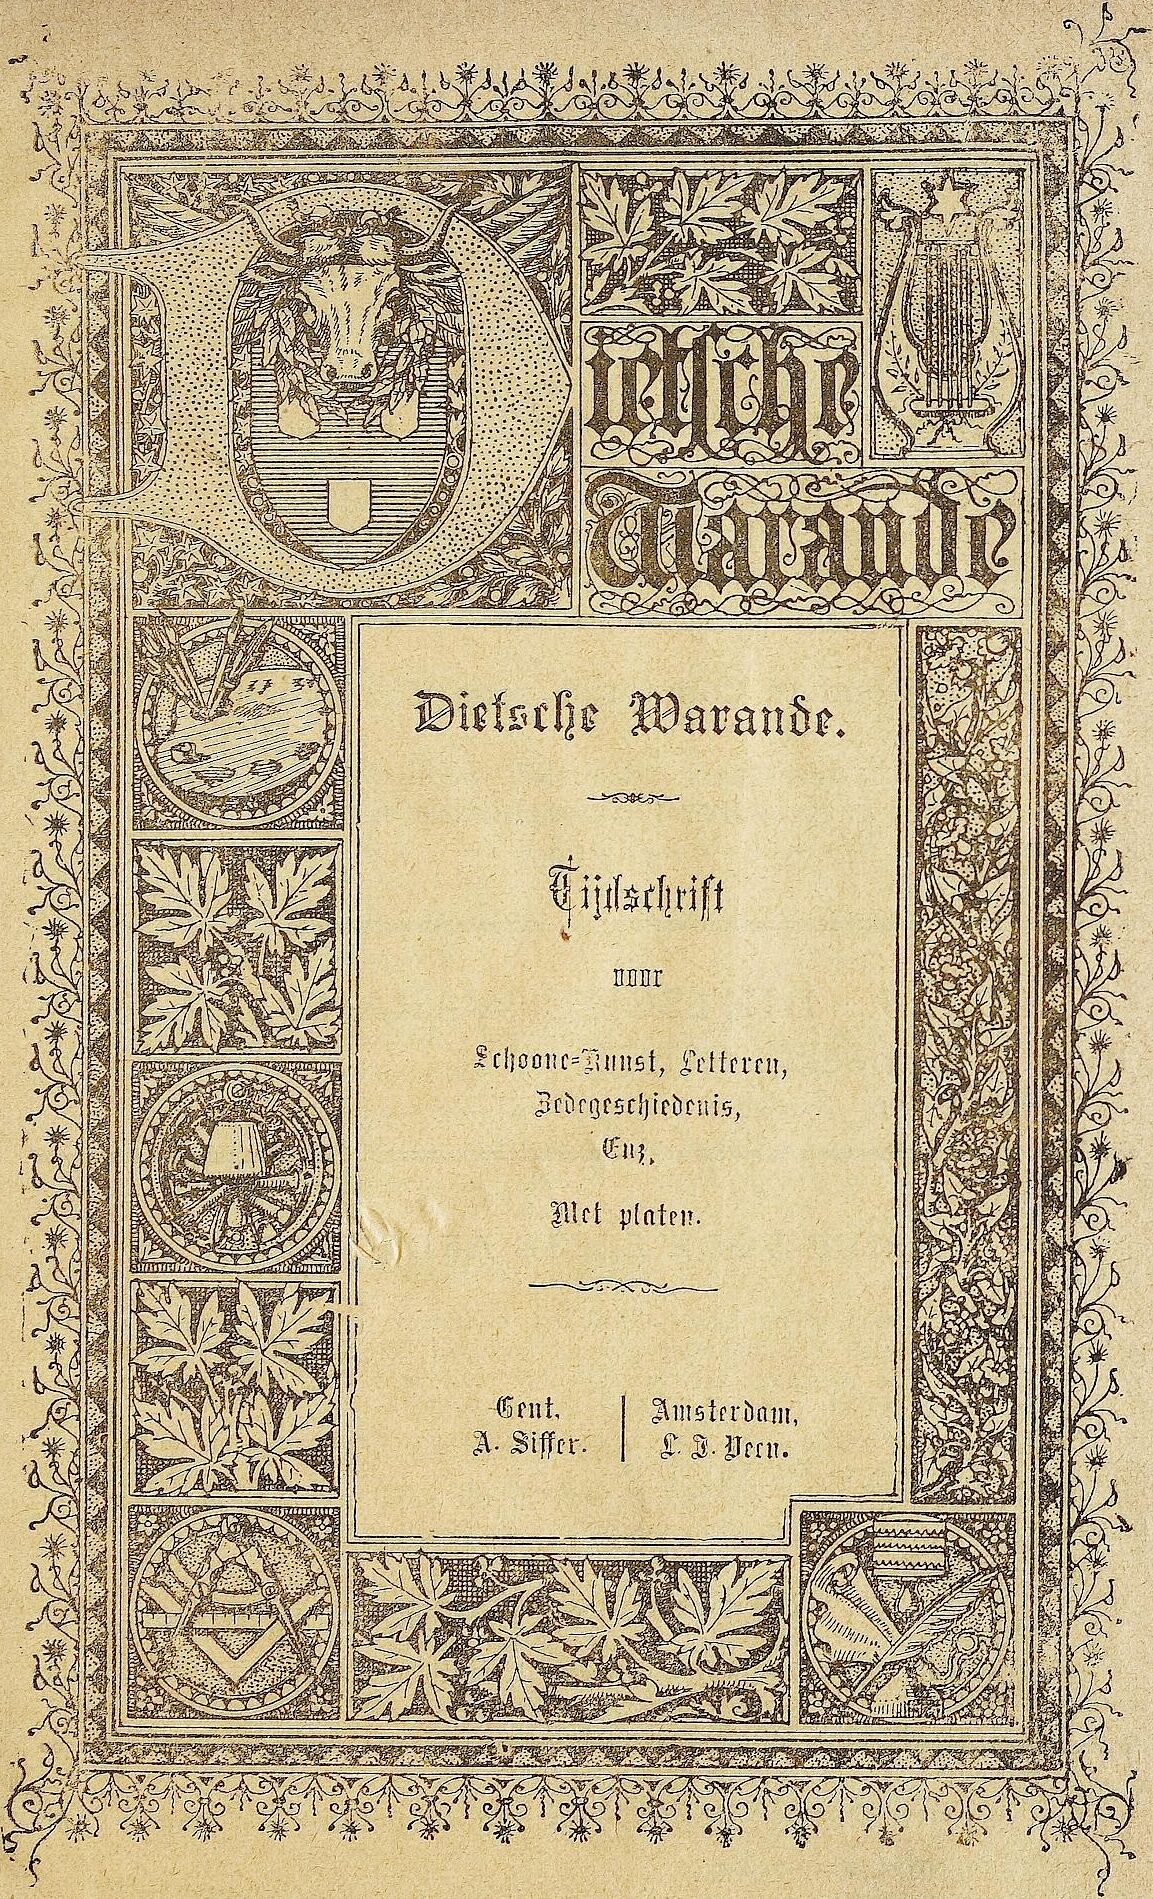 Dietsche
Warande
Dietsche Warande.
Tijdschrift
voor
Schoone-Kunst, Letteren,
Zedegeschiedenis,
Enz.
Met platen.
Gent,
A. Siffer.
Amsterdam,
L. J. Veen.